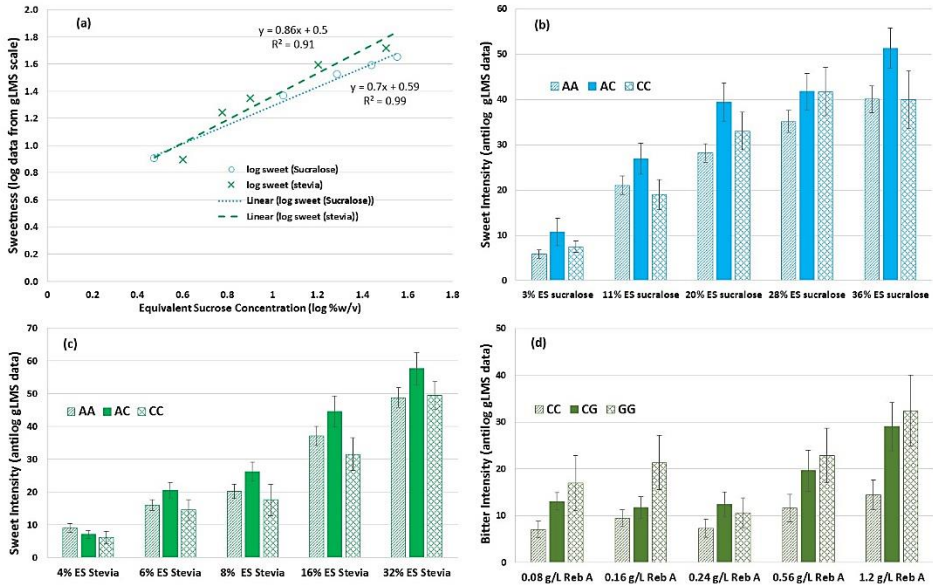 (a)
y = 0.86x + 0.5
R² = 0.91
y = 0.7x + 0.59
R² = 0.99
Sweetness (log data from gLMS scale)
2.0
1.8
1.6
1.4
1.2
1.0
0.8
0.6
0.4
0.2
0.0
log sweet (Sucralose)
log sweet (stevia)
Linear (log sweet (Sucralose))
Linear (log sweet (stevia))
0 0.2 0.4 0.6 0.8 1 1.2 1.4 1.6 1.8
Equivalent Sucrose Concentration (log %w/v)
(b)
Sweet Intensity (antilog gLMS data)
60
50
40
30
20
10
0
AA AC CC
3% ES sucralose 11% ES sucralose 20% ES sucralose 28% ES sucralose 36% ES sucralose
(c)
Sweet Intensity (antilog gLMS data)
70
60
50
40
30
20
10
0
AA AC CC
4% ES Stevia 6% ES Stevia 8% ES Stevia 16% ES Stevia 32% ES Stevia
(d)
Bitter Intensity (antilog gLMS data)
50
40
30
20
10
0
CC CG GG
0.08 g/L Reb A 0.16 g/L Reb A 0.24 g/L Reb A 0.56 g/L Reb A 1.2 g/L Reb A